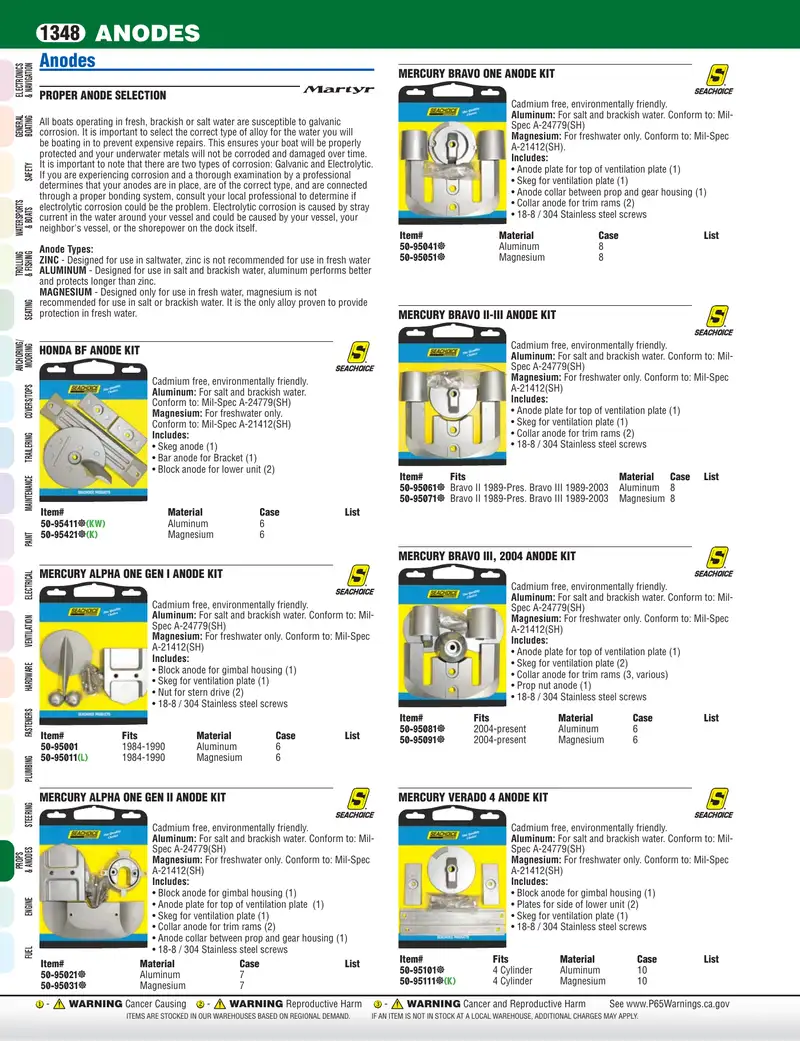 1348 ANODES
ELECTRONICS & NAVIGATION
GENERAL BOATING
SAFETY
WATERSPORTS & BOATS
TROLLING & FISHING
SEATING
ANCHORING/ MOORING
COVERS/TOPS
TRAILERING
MAINTENANCE
PAINT
ELECTRICAL
VENTILATION
HARDWARE
FASTENERS
PLUMBING
STEERING
PROPS & ANODES
ENGINE
FUEL
Anodes
PROPER ANODE SELECTION
Martyr
All boats operating in fresh, brackish or salt water are susceptible to galvanic
corrosion. It is important to select the correct type of alloy for the water you will
be boating in to prevent expensive repairs. This ensures your boat will be properly
protected and your underwater metals will not be corroded and damaged over time.
It is important to note that there are two types of corrosion: Galvanic and Electrolytic.
If you are experiencing corrosion and a thorough examination by a professional
determines that your anodes are in place, are of the correct type, and are connected
through a proper bonding system, consult your local professional to determine if
electrolytic corrosion could be the problem. Electrolytic corrosion is caused by stray
current in the water around your vessel and could be caused by your vessel, your
neighbor's vessel, or the shorepower on the dock itself.
Anode Types:
ZINC - Designed for use in saltwater, zinc is not recommended for use in fresh water
ALUMINUM - Designed for use in salt and brackish water, aluminum performs better
and protects longer than zinc.
MAGNESIUM - Designed only for use in fresh water, magnesium is not
recommended for use in salt or brackish water. It is the only alloy proven to provide
protection in fresh water.
HONDA BF ANODE KIT
SEACHOICE
Cadmium free, environmentally friendly.
Aluminum: For salt and brackish water.
Conform to: Mil-Spec A-24779(SH)
Magnesium: For freshwater only.
Conform to: Mil-Spec A-21412(SH)
Includes:
• Skeg anode (1)
• Bar anode for Bracket (1)
• Block anode for lower unit (2)
Item# Material Case List
50-95411(KW) Aluminum 6
50-95421(K) Magnesium 6
MERCURY ALPHA ONE GEN I ANODE KIT
SEACHOICE
Cadmium free, environmentally friendly.
Aluminum: For salt and brackish water. Conform to: Mil-
Spec A-24779(SH)
Magnesium: For freshwater only. Conform to: Mil-Spec
A-21412(SH)
Includes:
• Block anode for gimbal housing (1)
• Skeg for ventilation plate (1)
• Nut for stern drive (2)
• 18-8 / 304 Stainless steel screws
Item# Fits Material Case List
50-95001 1984-1990 Aluminum 6
50-95011(L) 1984-1990 Magnesium 6
MERCURY ALPHA ONE GEN II ANODE KIT
SEACHOICE
Cadmium free, environmentally friendly.
Aluminum: For salt and brackish water. Conform to: Mil-
Spec A-24779(SH)
Magnesium: For freshwater only. Conform to: Mil-Spec
A-21412(SH)
Includes:
• Block anode for gimbal housing (1)
• Anode plate for top of ventilation plate (1)
• Skeg for ventilation plate (1)
• Collar anode for trim rams (2)
• Anode collar between prop and gear housing (1)
• 18-8 / 304 Stainless steel screws
Item# Material Case List
50-95021 Aluminum 7
50-95031 Magnesium 7
MERCURY BRAVO ONE ANODE KIT
SEACHOICE
Cadmium free, environmentally friendly.
Aluminum: For salt and brackish water. Conform to: Mil-
Spec A-24779(SH)
Magnesium: For freshwater only. Conform to: Mil-Spec
A-21412(SH).
Includes:
• Anode plate for top of ventilation plate (1)
• Skeg for ventilation plate (1)
• Anode collar between prop and gear housing (1)
• Collar anode for trim rams (2)
• 18-8 / 304 Stainless steel screws
Item# Material Case List
50-95041 Aluminum 8
50-95051 Magnesium 8
MERCURY BRAVO II-III ANODE KIT
SEACHOICE
Cadmium free, environmentally friendly.
Aluminum: For salt and brackish water. Conform to: Mil-
Spec A-24779(SH)
Magnesium: For freshwater only. Conform to: Mil-Spec
A-21412(SH)
Includes:
• Anode plate for top of ventilation plate (1)
• Skeg for ventilation plate (1)
• Collar anode for trim rams (2)
• 18-8 / 304 Stainless steel screws
Item# Fits Material Case List
50-95061 Bravo II 1989-Pres. Bravo III 1989-2003 Aluminum 8
50-95071 Bravo II 1989-Pres. Bravo III 1989-2003 Magnesium 8
MERCURY BRAVO III, 2004 ANODE KIT
SEACHOICE
Cadmium free, environmentally friendly.
Aluminum: For salt and brackish water. Conform to: Mil-
Spec A-24779(SH)
Magnesium: For freshwater only. Conform to: Mil-Spec
A-21412(SH)
Includes:
• Anode plate for top of ventilation plate (1)
• Skeg for ventilation plate (2)
• Collar anode for trim rams (3, various)
• Prop nut anode (1)
• 18-8 / 304 Stainless steel screws
Item# Fits Material Case List
50-95081 2004-present Aluminum 6
50-95091 2004-present Magnesium 6
MERCURY VERADO 4 ANODE KIT
SEACHOICE
Cadmium free, environmentally friendly.
Aluminum: For salt and brackish water. Conform to: Mil-
Spec A-24779(SH)
Magnesium: For freshwater only. Conform to: Mil-Spec
A-21412(SH)
Includes:
• Block anode for gimbal housing (1)
• Plates for side of lower unit (2)
• Skeg for ventilation plate (1)
• 18-8 / 304 Stainless steel screws
Item# Fits Material Case List
50-95101 4 Cylinder Aluminum 10
50-95111(K) 4 Cylinder Magnesium 10
1 - WARNING Cancer Causing 2 - WARNING Reproductive Harm 3 - WARNING Cancer and Reproductive Harm See www.P65Warnings.ca.gov
ITEMS ARE STOCKED IN OUR WAREHOUSES BASED ON REGIONAL DEMAND. IF AN ITEM IS NOT IN STOCK AT A LOCAL WAREHOUSE, ADDITIONAL CHARGES MAY APPLY.